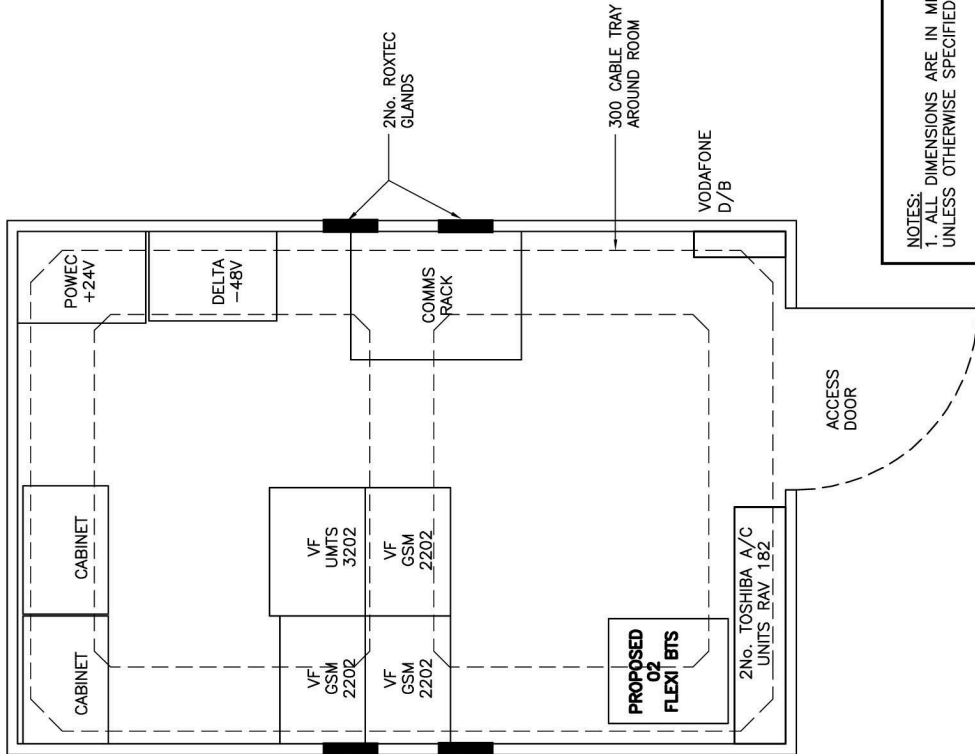 POWEC
+24V
DELTA
-48V
2No. ROXTEC
GLANDS
COMMS
RACK
300 CABLE TRAY
AROUND ROOM
VODAFONE
D/B
CABINET
CABINET
VF
UMTS
3202
VF
GSM
2202
VF
GSM
2202
VF
GSM
2202
PROPOSED
02
FLEXI BTS
2No. TOSHIBA A/C
UNITS RAV 182
ACCESS
DOOR
NOTES:
1. ALL DIMENSIONS ARE IN
UNLESS OTHERWISE SPECIFIED